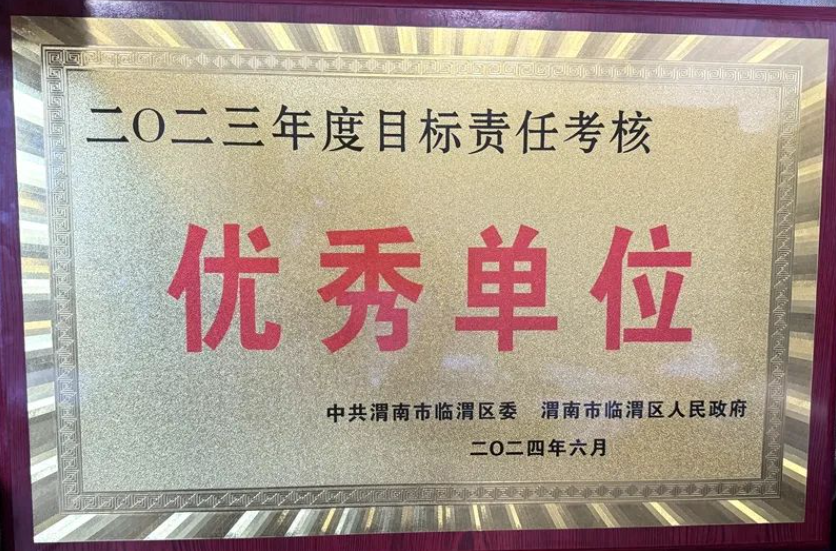 二〇二三年度目标责任考核
优秀单位
中共渭南市临渭区委 渭南市临渭区人民政府
二〇二四年六月